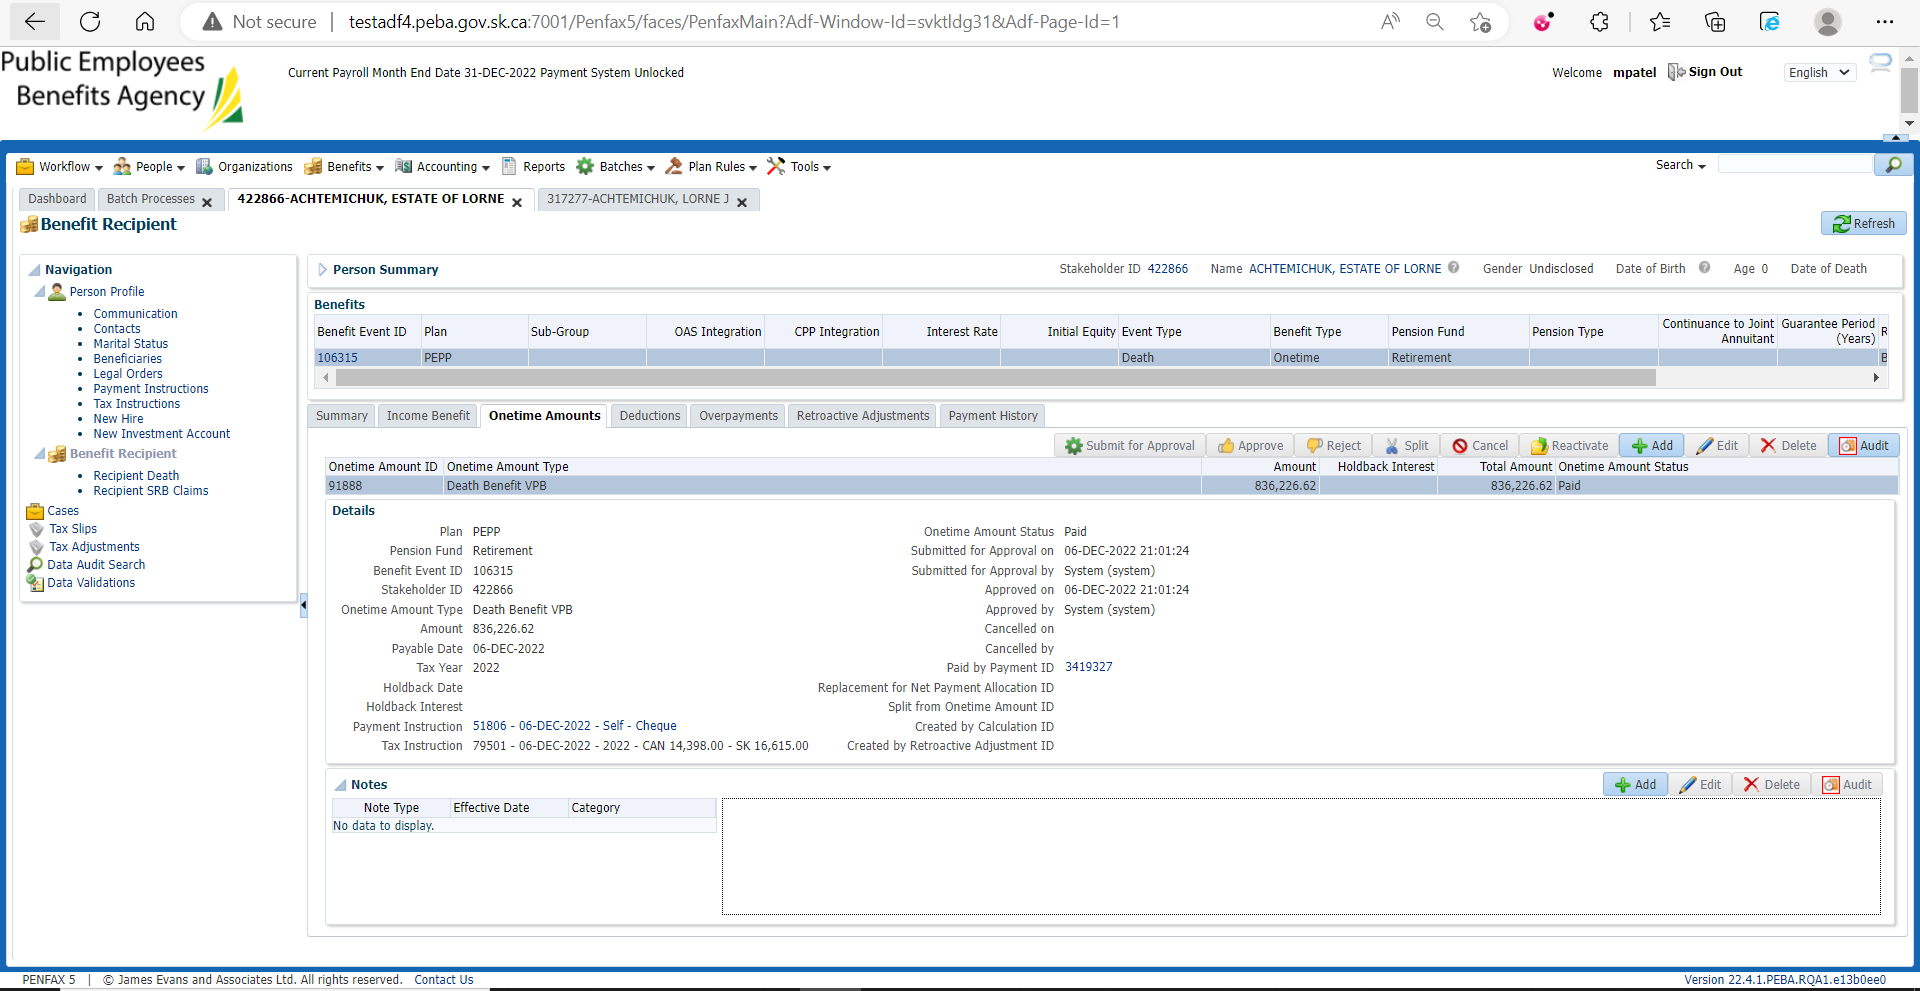 Not secure | testadf4.peba.gov.sk.ca:7001/Penfax5/faces/PenfaxMain?Adf-Window-Id=svktldg31&Adf-Page-Id=1
Public Employees
Benefits Agency
Current Payroll Month End Date 31-DEC-2022 Payment System Unlocked
Welcome mpatel Sign Out English
Workflow People Organizations Benefits Accounting Reports Batches Plan Rules Tools Search
Dashboard Batch Processes 422866-ACHTEMICHUK, ESTATE OF LORNE 317277-ACHTEMICHUK, LORNE J
Benefit Recipient
Refresh
Navigation
Person Profile
Communication
Contacts
Marital Status
Beneficiaries
Legal Orders
Payment Instructions
Tax Instructions
New Hire
New Investment Account
Benefit Recipient
Recipient Death
Recipient SRB Claims
Cases
Tax Slips
Tax Adjustments
Data Audit Search
Data Validations
Person Summary Stakeholder ID 422866 Name ACHTEMICHUK, ESTATE OF LORNE Gender Undisclosed Date of Birth Age 0 Date of Death
Benefits
Benefit Event ID Plan Sub-Group OAS Integration CPP Integration Interest Rate Initial Equity Event Type Benefit Type Pension Fund Pension Type Continuance to Joint Annuitant Guarantee Period (Years) R
106315 PEPP Death Onetime Retirement B
Summary Income Benefit Onetime Amounts Deductions Overpayments Retroactive Adjustments Payment History
Submit for Approval Approve Reject Split Cancel Reactivate Add Edit Delete Audit
Onetime Amount ID Onetime Amount Type Amount Holdback Interest Total Amount Onetime Amount Status
91888 Death Benefit VPB 836,226.62 836,226.62 Paid
Details
Plan PEPP
Pension Fund Retirement
Benefit Event ID 106315
Stakeholder ID 422866
Onetime Amount Type Death Benefit VPB
Amount 836,226.62
Payable Date 06-DEC-2022
Tax Year 2022
Holdback Date
Holdback Interest
Payment Instruction 51806 - 06-DEC-2022 - Self - Cheque
Tax Instruction 79501 - 06-DEC-2022 - 2022 - CAN 14,398.00 - SK 16,615.00
Onetime Amount Status Paid
Submitted for Approval on 06-DEC-2022 21:01:24
Submitted for Approval by System (system)
Approved on 06-DEC-2022 21:01:24
Approved by System (system)
Cancelled on
Cancelled by
Paid by Payment ID 3419327
Replacement for Net Payment Allocation ID
Split from Onetime Amount ID
Created by Calculation ID
Created by Retroactive Adjustment ID
Notes
Add Edit Delete Audit
Note Type Effective Date Category
No data to display.
PENFAX 5 | © James Evans and Associates Ltd. All rights reserved. Contact Us
Version 22.4.1.PEBA.RQA1.e13b0ee0